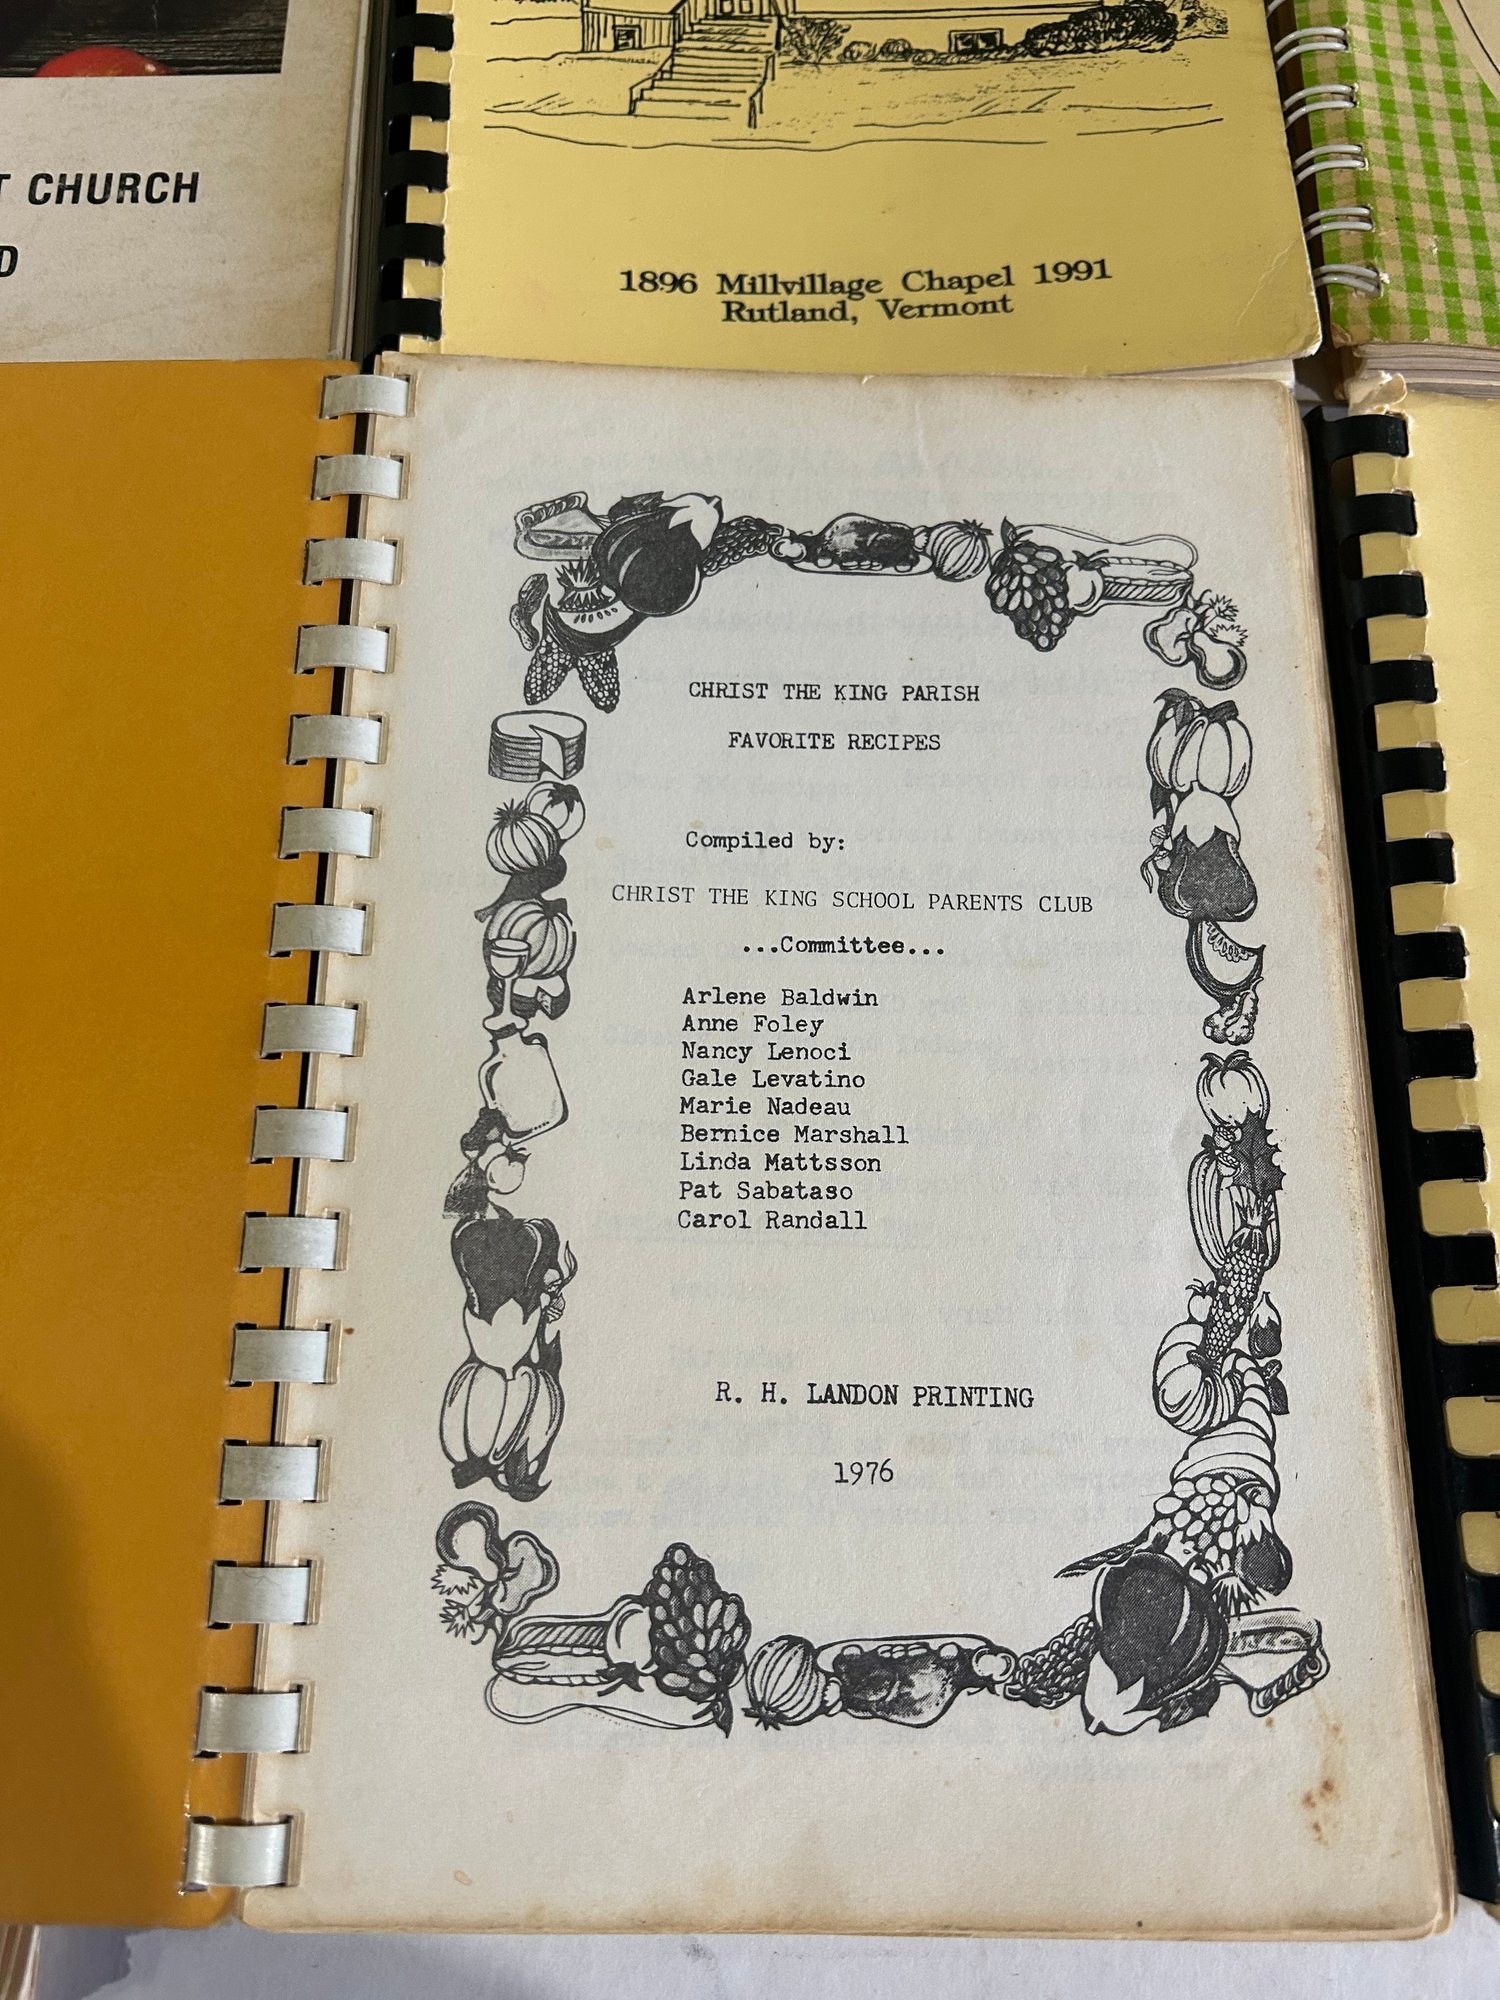 CHURCH
1896 Millvillage Chapel 1991
Rutland, Vermont
CHRIST THE KING PARISH
FAVORITE RECIPES
Compiled by:
CHRIST THE KING SCHOOL PARENTS CLUB
...Committee...
Arlene Baldwin
Anne Foley
Nancy Lenoci
Gale Levatino
Marie Nadeau
Bernice Marshall
Linda Mattsson
Pat Sabataso
Carol Randall
R. H. LANDON PRINTING
1976